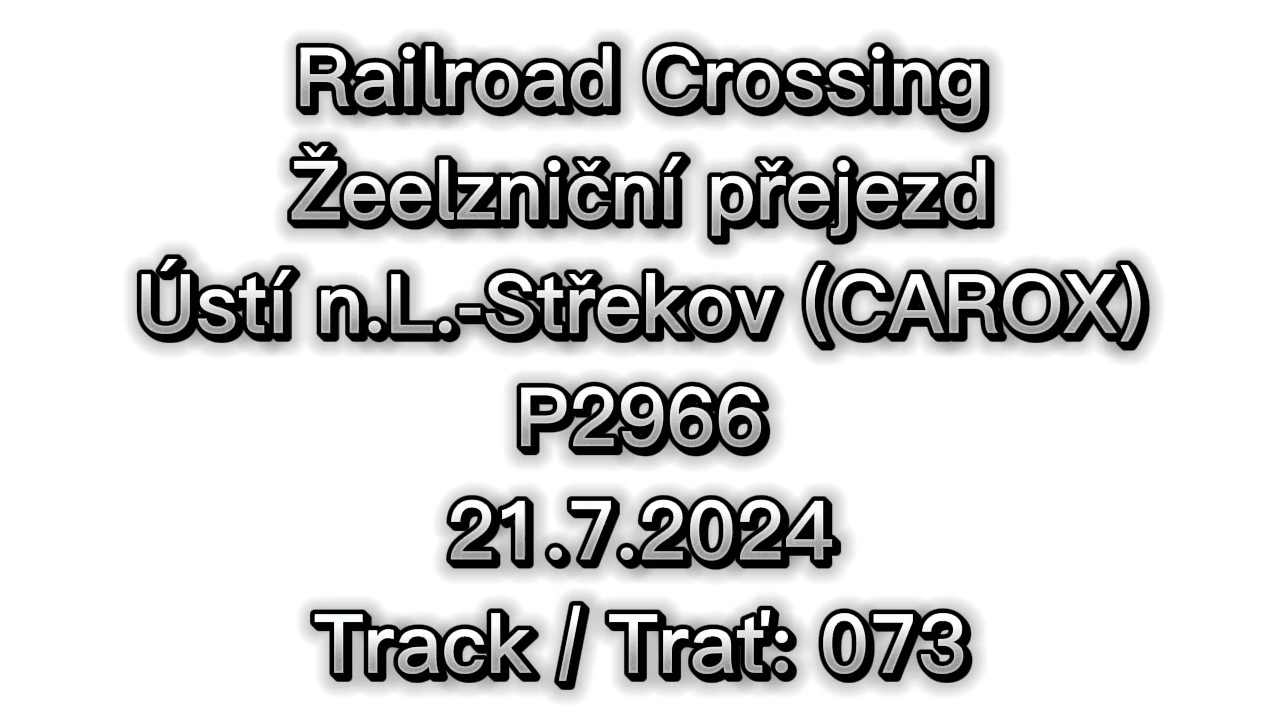 Railroad Crossing
Žeelzniční přejezd
Ústí n.L.-Střekov (CAROX)
P2966
21.7.2024
Track / Trať: 073